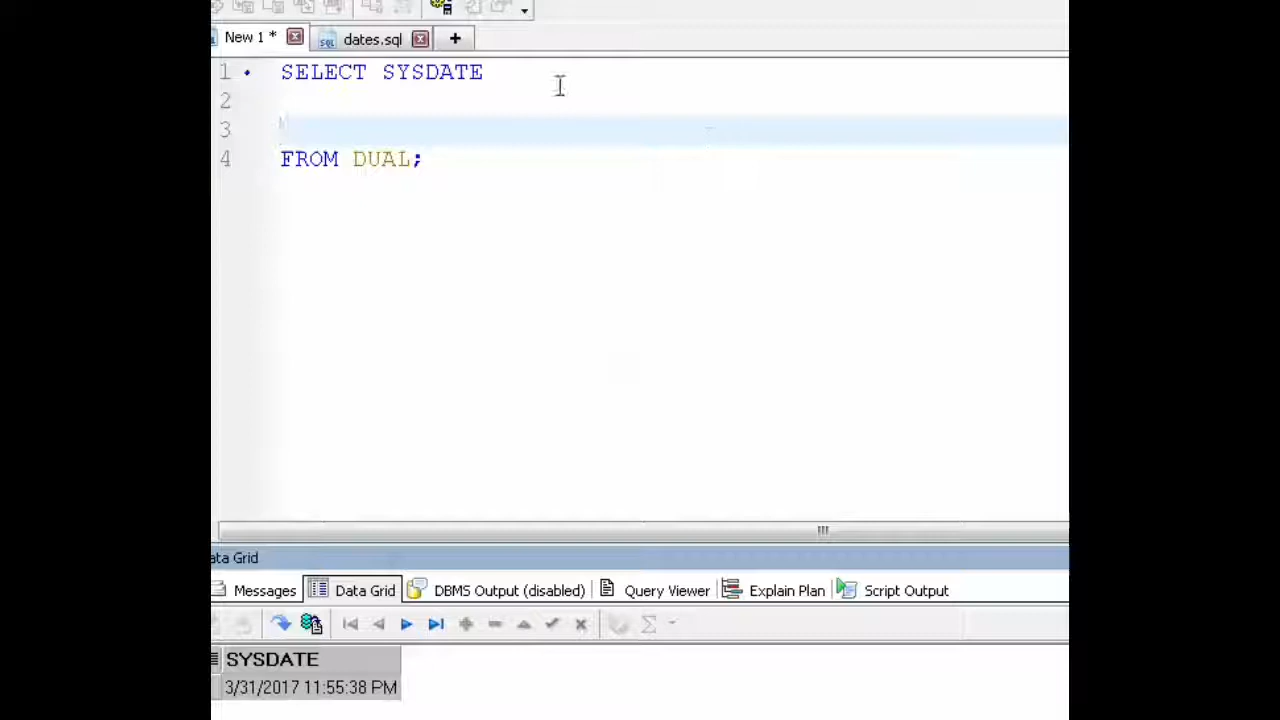 New 1 * dates.sql +
1 SELECT SYSDATE
2
3
4 FROM DUAL;
ata Grid
Messages Data Grid DBMS Output (disabled) Query Viewer Explain Plan Script Output
SYSDATE
3/31/2017 11:55:38 PM